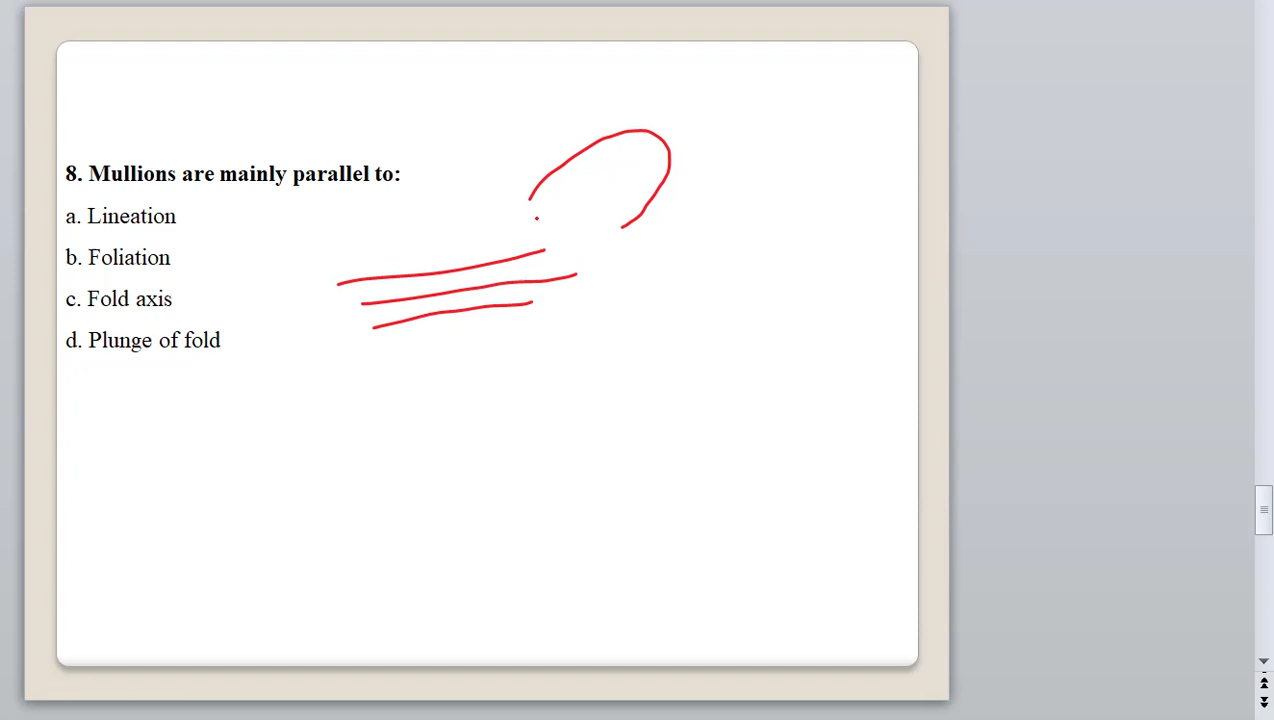 8. Mullions are mainly parallel to:
a. Lineation
b. Foliation
c. Fold axis
d. Plunge of fold